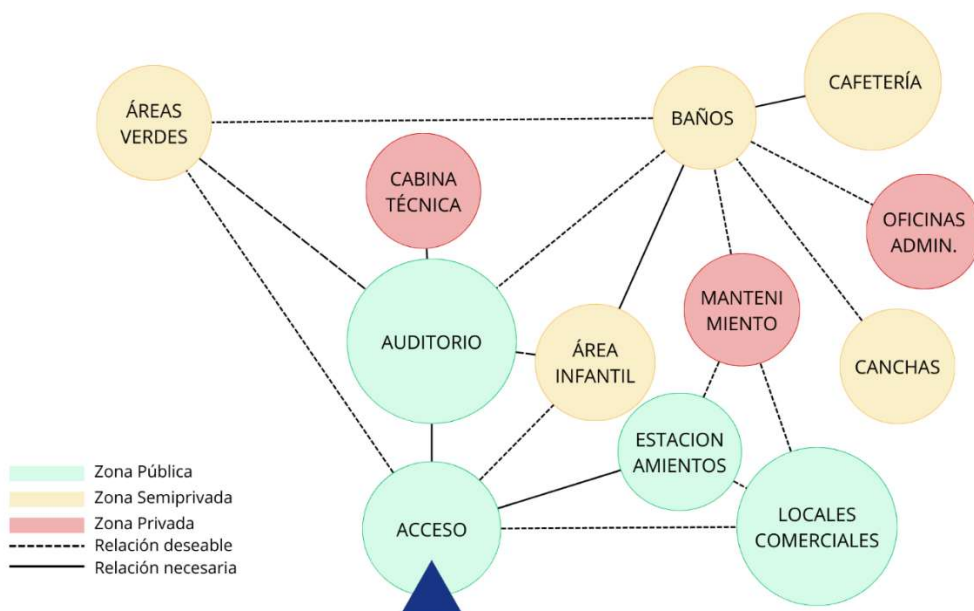 ÁREAS
VERDES
BAÑOS
CAFETERÍA
CABINA
TÉCNICA
OFICINAS
ADMIN.
MANTENI
MIENTO
AUDITORIO
ÁREA
INFANTIL
CANCHAS
ESTACION
AMIENTOS
LOCALES
COMERCIALES
ACCESO
Zona Pública
Zona Semiprivada
Zona Privada
Relación deseable
Relación necesaria